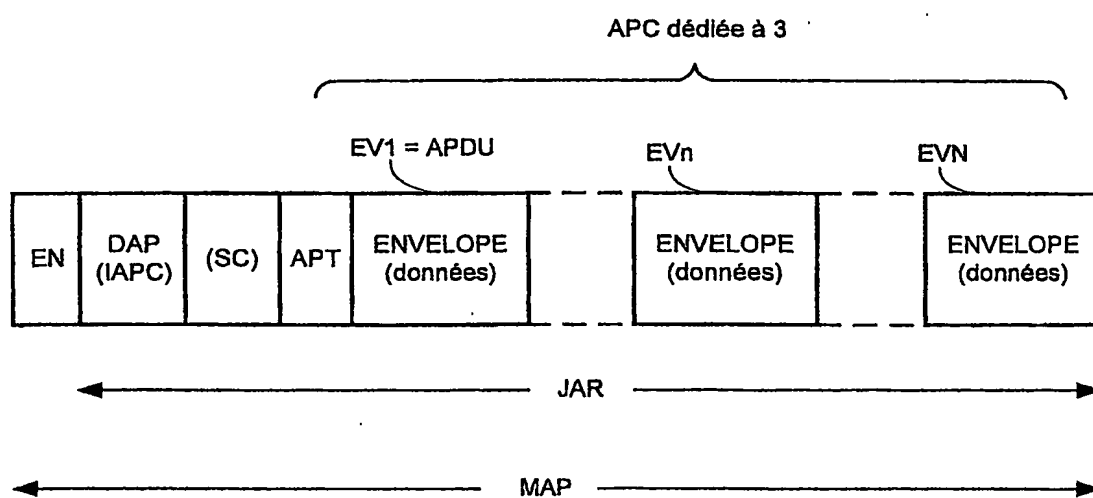 APC dédiée à 3
EV1 = APDU
EVn
EVN
EN
DAP
(IAPC)
(SC)
APT
ENVELOPE
(données)
ENVELOPE
(données)
ENVELOPE
(données)
JAR
MAP